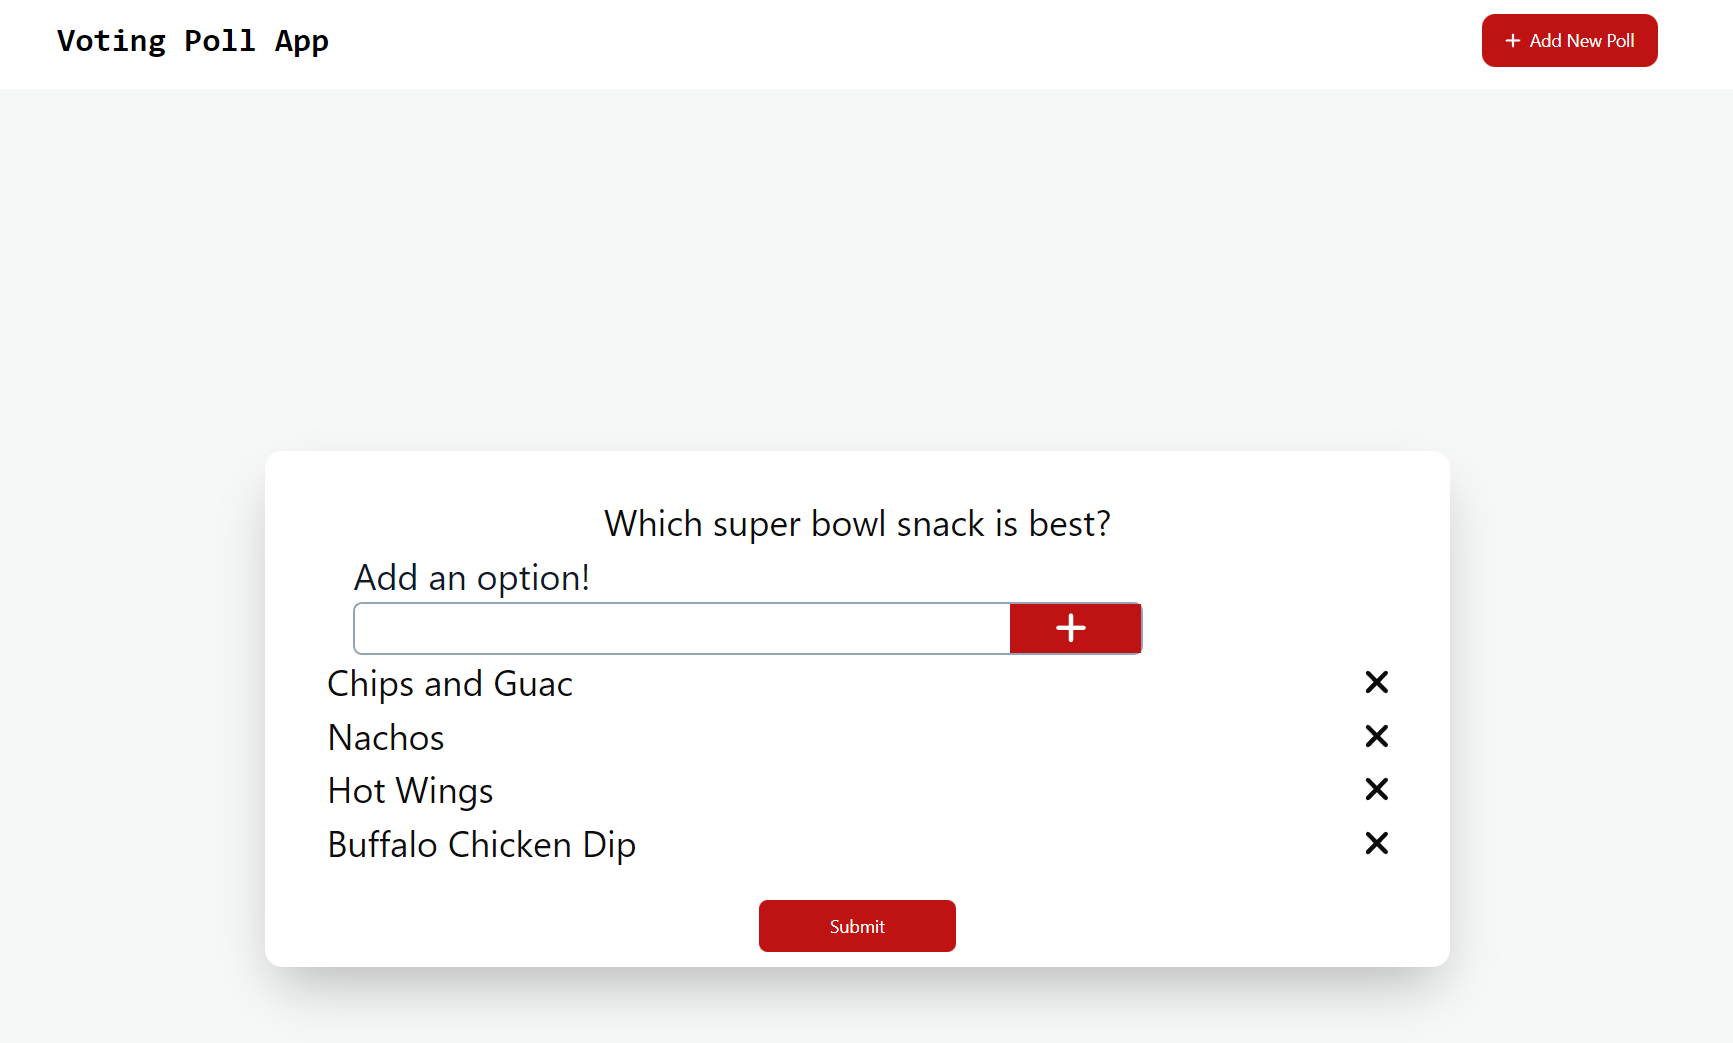 Voting Poll App
Add New Poll
Which super bowl snack is best?
Add an option!
Chips and Guac
Nachos
Hot Wings
Buffalo Chicken Dip
Submit